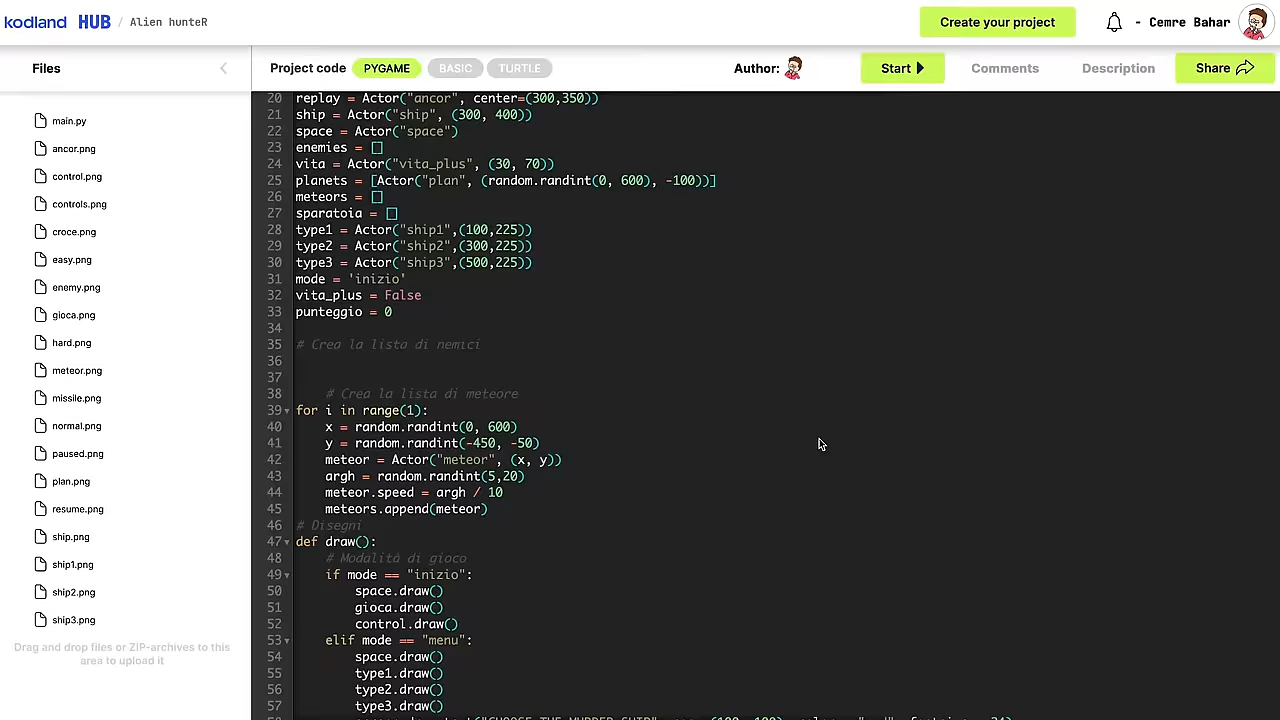 kodland HUB / Alien hunteR
Create your project
- Cemre Bahar
Files
Project code PYGAME BASIC TURTLE
Author:
Start
Comments
Description
Share
main.py
ancor.png
control.png
controls.png
croce.png
easy.png
enemy.png
gioca.png
hard.png
meteor.png
missile.png
normal.png
paused.png
plan.png
resume.png
ship.png
ship1.png
ship2.png
ship3.png
Drag and drop files or ZIP-archives to this
area to upload it
20 replay = Actor("ancor", center=(300,350))
21 ship = Actor("ship", (300, 400))
22 space = Actor("space")
23 enemies = []
24 vita = Actor("vita_plus", (30, 70))
25 planets = [Actor("plan", (random.randint(0, 600), -100))]
26 meteors = []
27 sparatoia = []
28 type1 = Actor("ship1",(100,225))
29 type2 = Actor("ship2",(300,225))
30 type3 = Actor("ship3",(500,225))
31 mode = 'inizio'
32 vita_plus = False
33 punteggio = 0
34
35 # Crea la lista di nemici
36
37
38 # Crea la lista di meteore
39 for i in range(1):
40 x = random.randint(0, 600)
41 y = random.randint(-450, -50)
42 meteor = Actor("meteor", (x, y))
43 argh = random.randint(5,20)
44 meteor.speed = argh / 10
45 meteors.append(meteor)
46 # Disegni
47 def draw():
48 # Modalità di gioco
49 if mode == "inizio":
50 space.draw()
51 gioca.draw()
52 control.draw()
53 elif mode == "menu":
54 space.draw()
55 type1.draw()
56 type2.draw()
57 type3.draw()